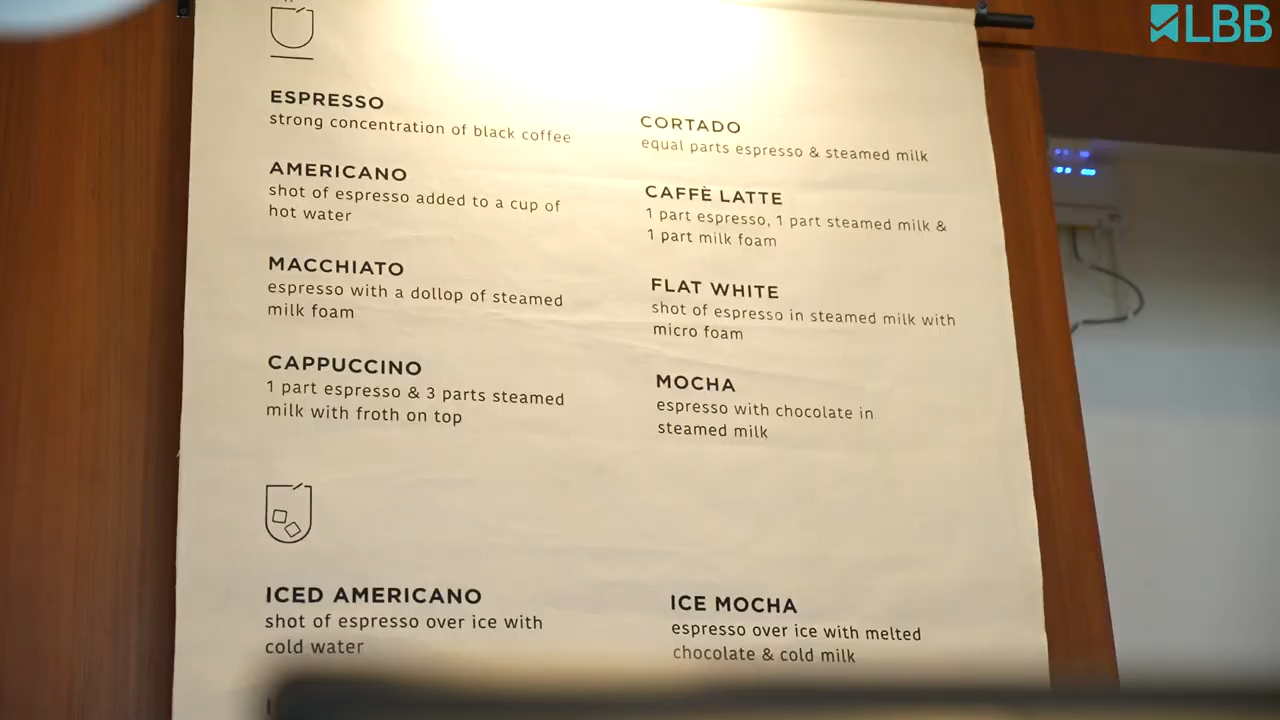 LBB
ESPRESSO
strong concentration of black coffee
AMERICANO
shot of espresso added to a cup of
hot water
MACCHIATO
espresso with a dollop of steamed
milk foam
CAPPUCCINO
1 part espresso & 3 parts steamed
milk with froth on top
CORTADO
equal parts espresso & steamed milk
CAFFÈ LATTE
1 part espresso, 1 part steamed milk &
1 part milk foam
FLAT WHITE
shot of espresso in steamed milk with
micro foam
MOCHA
espresso with chocolate in
steamed milk
ICED AMERICANO
shot of espresso over ice with
cold water
ICE MOCHA
espresso over ice with melted
chocolate & cold milk